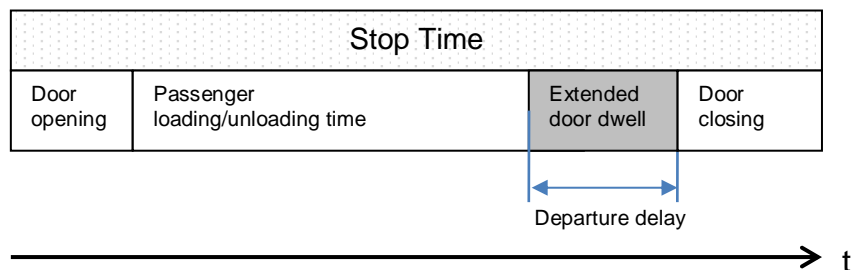 Stop Time
Door
opening
Passenger
loading/unloading time
Extended
door dwell
Door
closing
Departure delay
t